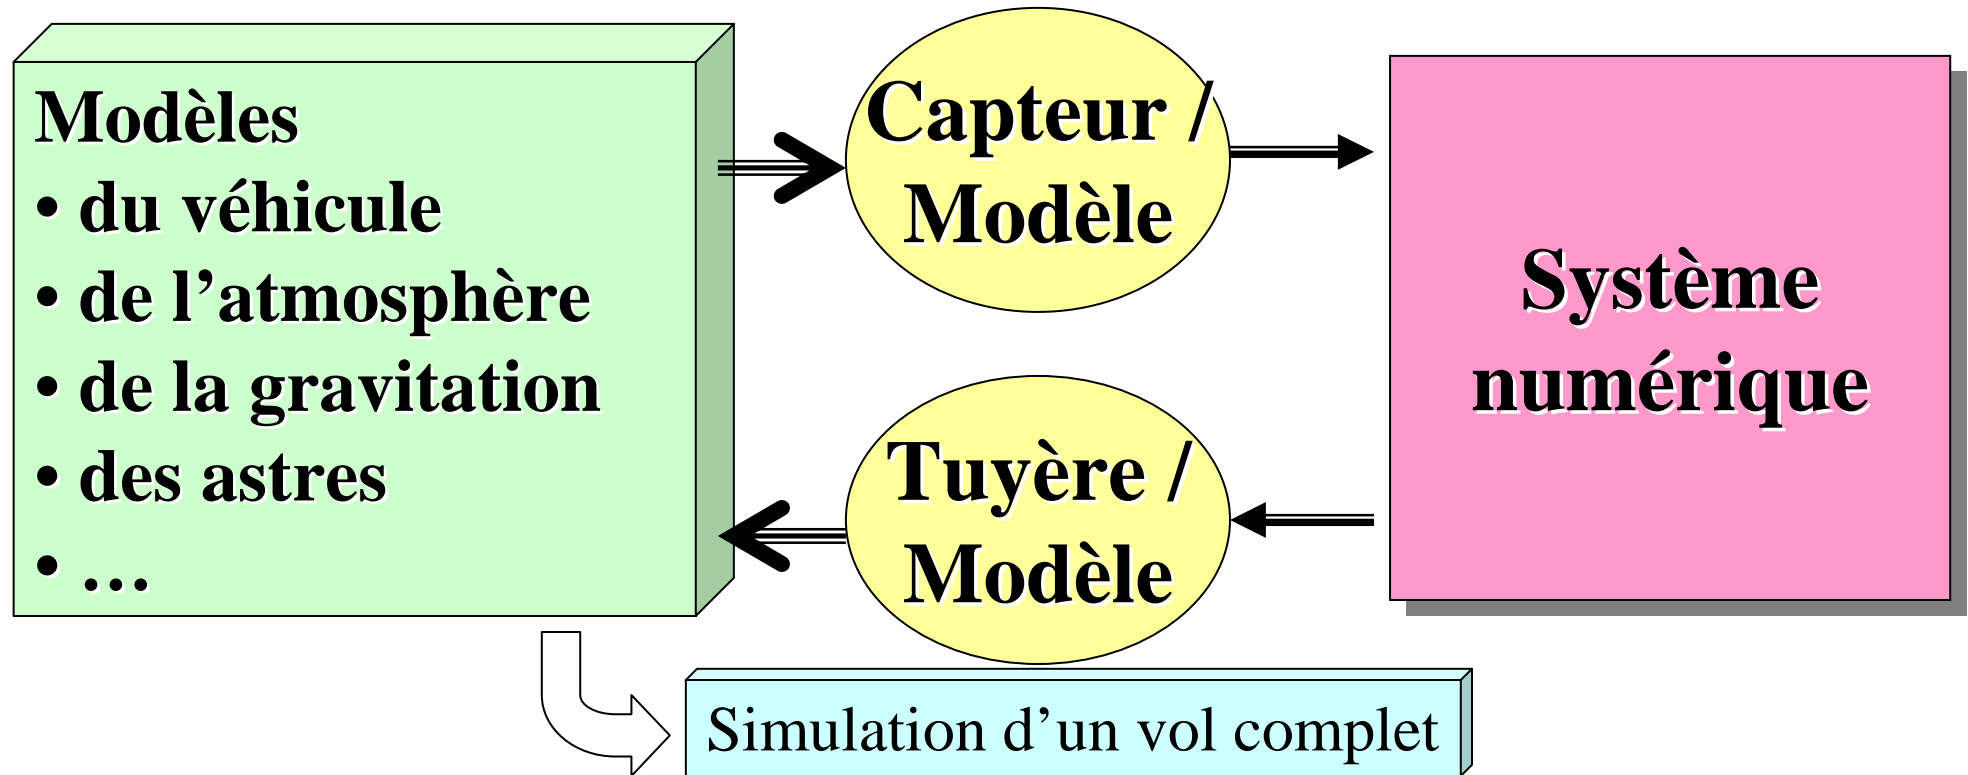 Modèles
• du véhicule
• de l’atmosphère
• de la gravitation
• des astres
• …
Capteur /
Modèle
Système
numérique
Tuyère /
Modèle
Simulation d’un vol complet